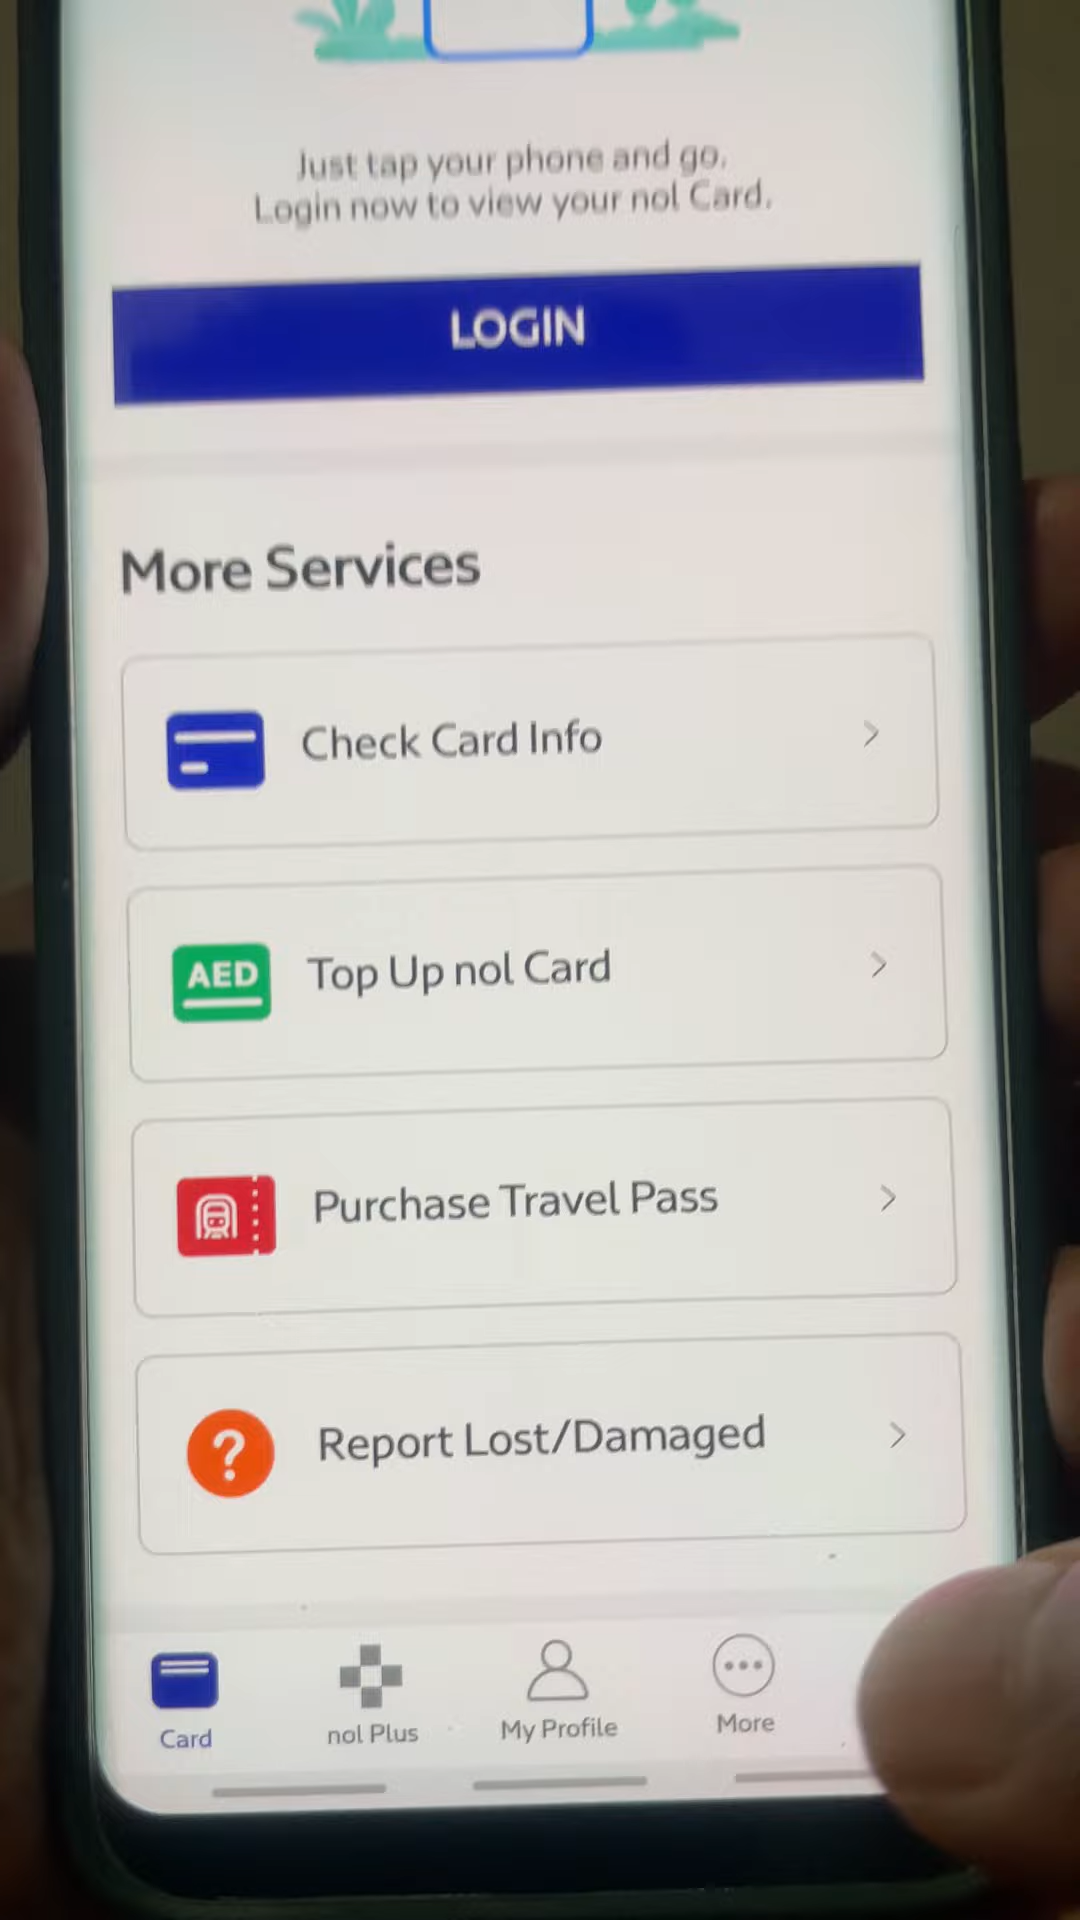 Just tap your phone and go.
Login now to view your nol Card.
LOGIN
More Services
Check Card Info
AED
Top Up nol Card
Purchase Travel Pass
?
Report Lost/Damaged
Card
nol Plus
My Profile
More